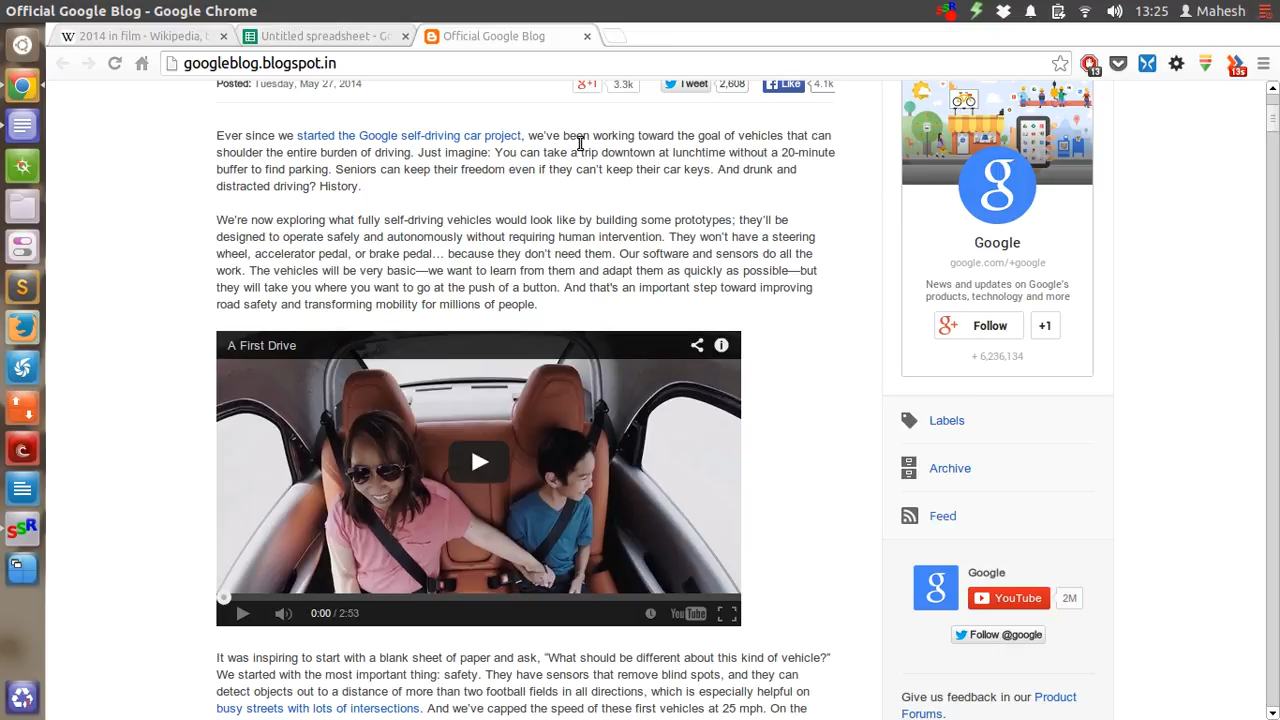 Official Google Blog - Google Chrome
13:25
Mahesh
2014 in film - Wikipedia,
Untitled spreadsheet - Go
Official Google Blog
googleblog.blogspot.in
13
13s
Posted: Tuesday, May 27, 2014
+1
3.3k
Tweet
2,608
Like
4.1k
Ever since we started the Google self-driving car project, we've been working toward the goal of vehicles that can
shoulder the entire burden of driving. Just imagine: You can take a trip downtown at lunchtime without a 20-minute
buffer to find parking. Seniors can keep their freedom even if they can't keep their car keys. And drunk and
distracted driving? History.
We're now exploring what fully self-driving vehicles would look like by building some prototypes; they'll be
designed to operate safely and autonomously without requiring human intervention. They won't have a steering
wheel, accelerator pedal, or brake pedal… because they don't need them. Our software and sensors do all the
work. The vehicles will be very basic—we want to learn from them and adapt them as quickly as possible—but
they will take you where you want to go at the push of a button. And that's an important step toward improving
road safety and transforming mobility for millions of people.
A First Drive
0:00 / 2:53
YouTube
It was inspiring to start with a blank sheet of paper and ask, "What should be different about this kind of vehicle?"
We started with the most important thing: safety. They have sensors that remove blind spots, and they can
detect objects out to a distance of more than two football fields in all directions, which is especially helpful on
busy streets with lots of intersections. And we've capped the speed of these first vehicles at 25 mph. On the
g
Google
google.com/+google
News and updates on Google's
products, technology and more
g+ Follow
+1
+ 6,236,134
Labels
Archive
Feed
g
Google
YouTube
2M
Follow @google
Give us feedback in our Product
Forums.